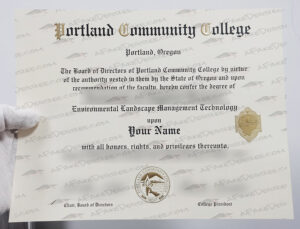 Portland Community College
Portland, Oregon
The Board of Directors of Portland Community College by virtue
of the authority vested in them by the State of Oregon and upon
recommendation of the faculty, hereby confer the degree of
Environmental Landscape Management Technology
upon
Your Name
with all honors, rights, and privileges thereunto.
Chair, Board of Directors
College President